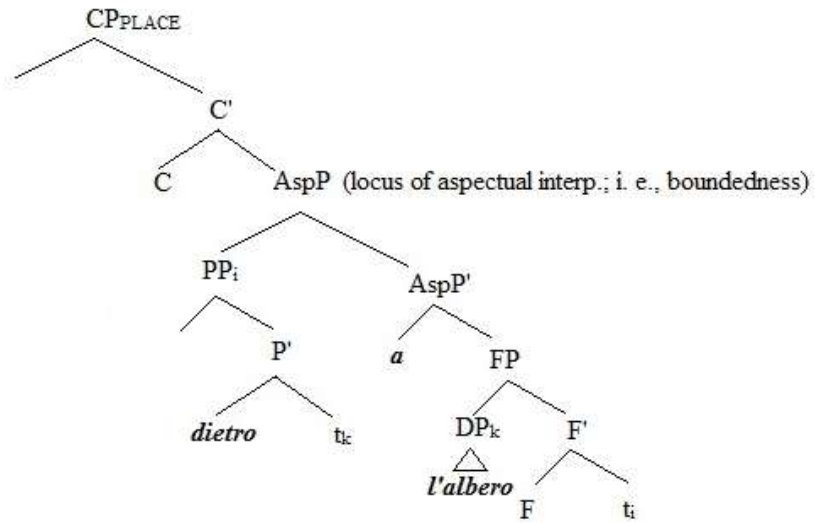 CPPLACE
C'
C AspP (locus of aspectual interp.; i. e., boundedness)
PPi AspP'
P' a FP
dietro tk DPk F'
l'albero F ti